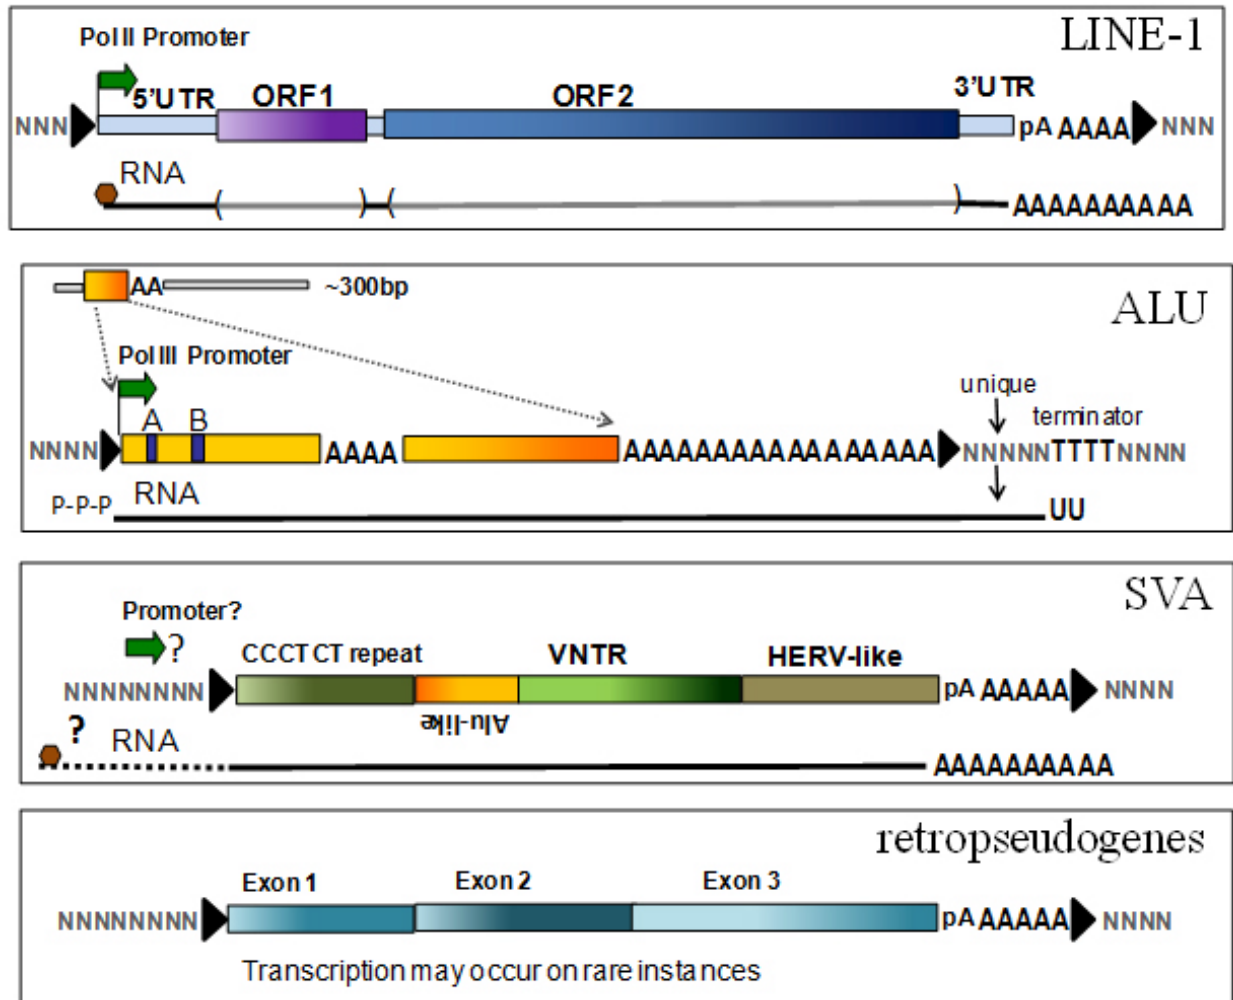 LINE-1
Pol II Promoter
5'UTR ORF1 ORF2 3'UTR
NNN pA AAAA NNN
RNA
( ) ( ) AAAAAAAAAA
ALU
AA ~300bp
Pol III Promoter
unique
A B terminator
NNNN AAAA AAAAAAAAAAAAAAAAA NNNNNTTTTNNNN
P-P-P RNA UU
SVA
Promoter?
? CCCTCT repeat VNTR HERV-like
NNNNNNNN pA AAAAA NNNN
Alu-like
? RNA
AAAAAAAAAA
retropseudogenes
Exon 1 Exon 2 Exon 3
NNNNNNNN pA AAAAA NNNN
Transcription may occur on rare instances